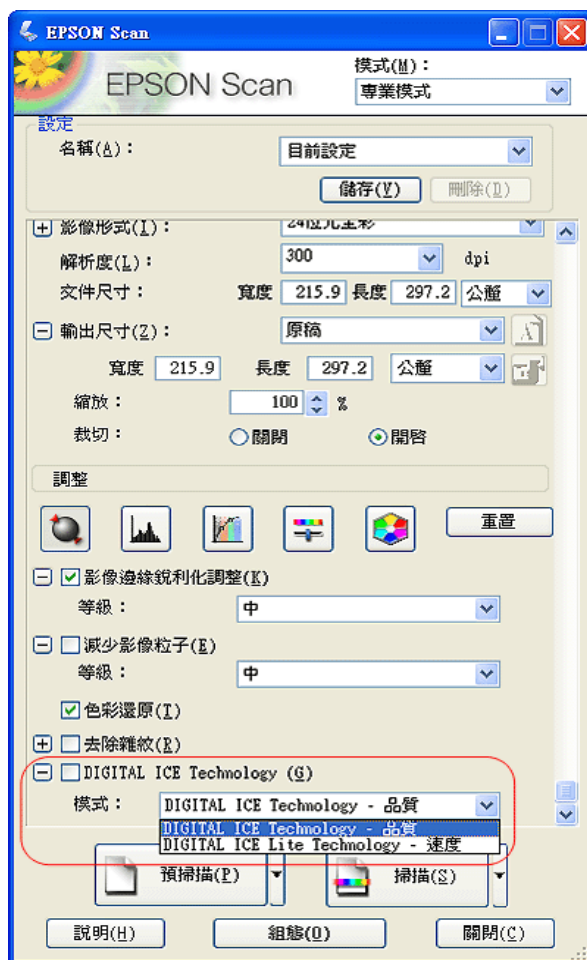 EPSON Scan
EPSON Scan
模式(M)：
專業模式
設定
名稱(A)：
目前設定
儲存(V)
刪除(D)
影像形式(I)：
24位元全彩
解析度(L)：
300
dpi
文件尺寸：
寬度
215.9
長度
297.2
公釐
輸出尺寸(Z)：
原稿
寬度
215.9
長度
297.2
公釐
縮放：
100
%
裁切：
關閉
開啓
調整
重置
影像邊緣銳利化調整(K)
等級：
中
減少影像粒子(E)
等級：
中
色彩還原(T)
去除雜紋(R)
DIGITAL ICE Technology (G)
模式：
DIGITAL ICE Technology - 品質
DIGITAL ICE Technology - 品質
DIGITAL ICE Lite Technology - 速度
預掃描(P)
掃描(S)
說明(H)
組態(O)
關閉(C)